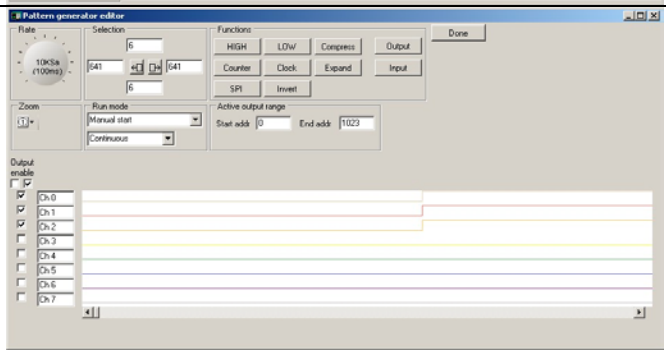 Pattern generator editor
Rate
10KSa
(100ms)
Selection
6
641
641
6
Functions
HIGH LOW Compress Output
Counter Clock Expand Input
SPI Invert
Done
Zoom
Run mode
Manual start
Continuous
Active output range
Start addr 0 End addr 1023
Output
enable
Ch 0
Ch 1
Ch 2
Ch 3
Ch 4
Ch 5
Ch 6
Ch 7